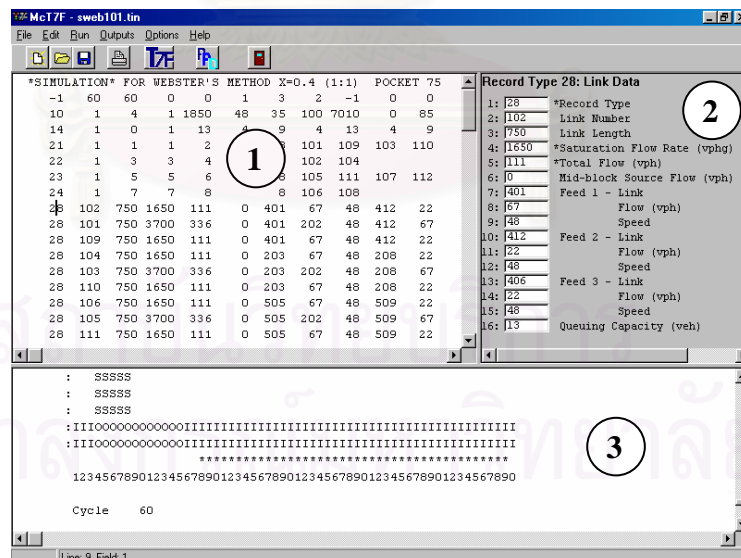 McT7F - sweb101.tin
File Edit Run Outputs Options Help
T7F
*SIMULATION* FOR WEBSTER'S METHOD X=0.4 (1:1) POCKET 75
-1 60 60 0 0 1 3 2 -1 0 0
10 1 4 1 1850 48 35 100 7010 0 85
14 1 0 1 13 4 9 4 13 4 9
21 1 1 1 2 8 101 109 103 110
22 1 3 3 4 102 104
23 1 5 5 6 8 105 111 107 112
24 1 7 7 8 8 106 108
28 102 750 1650 111 0 401 67 48 412 22
28 101 750 3700 336 0 401 202 48 412 67
28 109 750 1650 111 0 401 67 48 412 22
28 104 750 1650 111 0 203 67 48 208 22
28 103 750 3700 336 0 203 202 48 208 67
28 110 750 1650 111 0 203 67 48 208 22
28 106 750 1650 111 0 505 67 48 509 22
28 105 750 3700 336 0 505 202 48 509 67
28 111 750 1650 111 0 505 67 48 509 22
1
Record Type 28: Link Data
1: 28 *Record Type
2: 102 Link Number
3: 750 Link Length
4: 1650 *Saturation Flow Rate (vphg)
5: 111 *Total Flow (vph)
6: 0 Mid-block Source Flow (vph)
7: 401 Feed 1 - Link
8: 67 Flow (vph)
9: 48 Speed
10: 412 Feed 2 - Link
11: 22 Flow (vph)
12: 48 Speed
13: 406 Feed 3 - Link
14: 22 Flow (vph)
15: 48 Speed
16: 13 Queuing Capacity (veh)
2
: SSSSS
: SSSSS
: SSSSS
:IIIOOOOOOOOOOOOIIIIIIIIIIIIIIIIIIIIIIIIIIIIIIIIIIIIIIIIIIIII
:IIIOOOOOOOOOOOOIIIIIIIIIIIIIIIIIIIIIIIIIIIIIIIIIIIIIIIIIIIII
******************************************
123456789012345678901234567890123456789012345678901234567890
Cycle 60
3
Line: 9 Field: 1